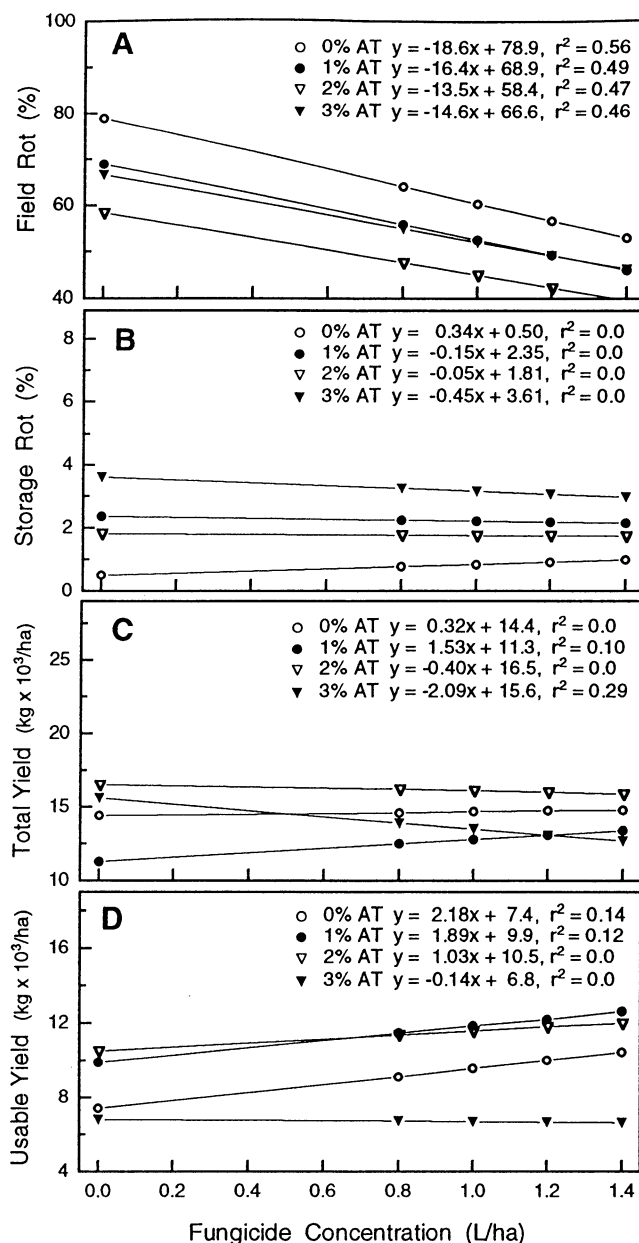 100
A
0% AT y = -18.6x + 78.9, r² = 0.56
1% AT y = -16.4x + 68.9, r² = 0.49
2% AT y = -13.5x + 58.4, r² = 0.47
3% AT y = -14.6x + 66.6, r² = 0.46
80
60
40
Field Rot (%)
B
0% AT y = 0.34x + 0.50, r² = 0.0
1% AT y = -0.15x + 2.35, r² = 0.0
2% AT y = -0.05x + 1.81, r² = 0.0
3% AT y = -0.45x + 3.61, r² = 0.0
8
6
4
2
0
Storage Rot (%)
C
0% AT y = 0.32x + 14.4, r² = 0.0
1% AT y = 1.53x + 11.3, r² = 0.10
2% AT y = -0.40x + 16.5, r² = 0.0
3% AT y = -2.09x + 15.6, r² = 0.29
25
20
15
10
Total Yield (kg x 10³/ha)
D
0% AT y = 2.18x + 7.4, r² = 0.14
1% AT y = 1.89x + 9.9, r² = 0.12
2% AT y = 1.03x + 10.5, r² = 0.0
3% AT y = -0.14x + 6.8, r² = 0.0
16
12
8
4
Usable Yield (kg x 10³/ha)
0.0 0.2 0.4 0.6 0.8 1.0 1.2 1.4
Fungicide Concentration (L/ha)